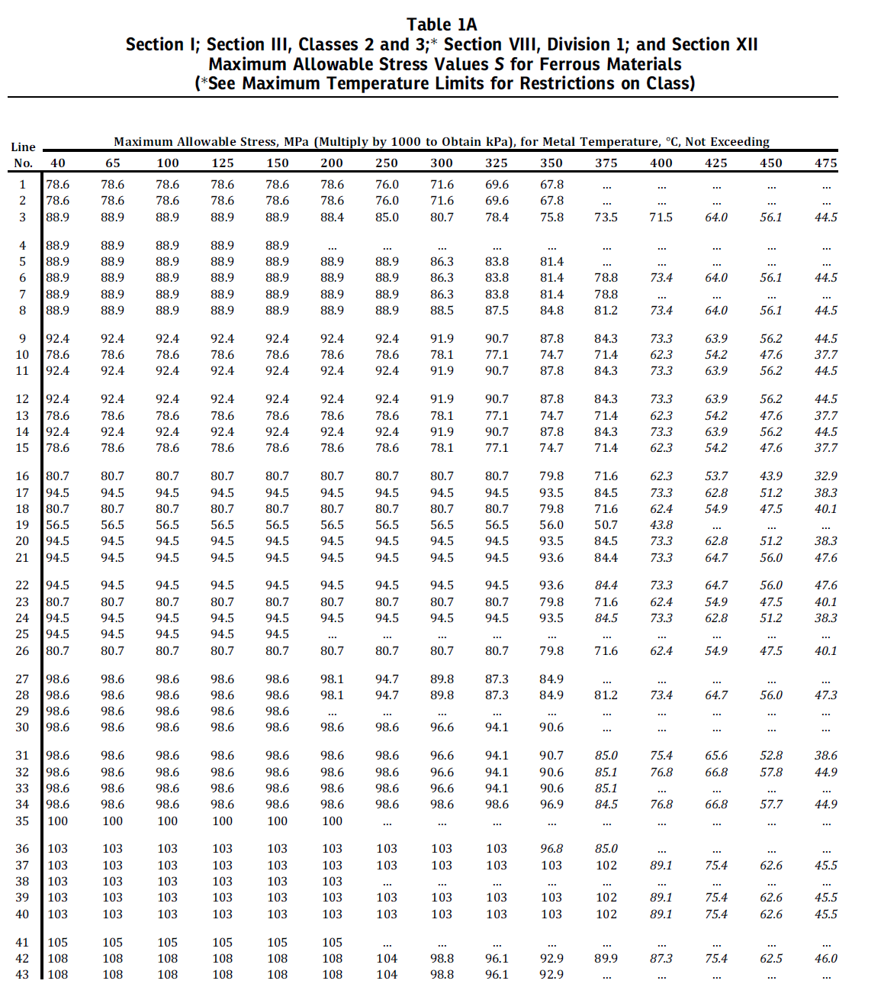 Table 1A
Section I; Section III, Classes 2 and 3;* Section VIII, Division 1; and Section XII
Maximum Allowable Stress Values S for Ferrous Materials
(*See Maximum Temperature Limits for Restrictions on Class)
Line Maximum Allowable Stress, MPa (Multiply by 1000 to Obtain kPa), for Metal Temperature, °C, Not Exceeding
No. 40 65 100 125 150 200 250 300 325 350 375 400 425 450 475
1 78.6 78.6 78.6 78.6 78.6 78.6 76.0 71.6 69.6 67.8 ... ... ... ... ...
2 78.6 78.6 78.6 78.6 78.6 78.6 76.0 71.6 69.6 67.8 ... ... ... ... ...
3 88.9 88.9 88.9 88.9 88.9 88.4 85.0 80.7 78.4 75.8 73.5 71.5 64.0 56.1 44.5
4 88.9 88.9 88.9 88.9 88.9 ... ... ... ... ... ... ... ... ... ...
5 88.9 88.9 88.9 88.9 88.9 88.9 88.9 86.3 83.8 81.4 ... ... ... ... ...
6 88.9 88.9 88.9 88.9 88.9 88.9 88.9 86.3 83.8 81.4 78.8 73.4 64.0 56.1 44.5
7 88.9 88.9 88.9 88.9 88.9 88.9 88.9 86.3 83.8 81.4 78.8 ... ... ... ...
8 88.9 88.9 88.9 88.9 88.9 88.9 88.9 88.5 87.5 84.8 81.2 73.4 64.0 56.1 44.5
9 92.4 92.4 92.4 92.4 92.4 92.4 92.4 91.9 90.7 87.8 84.3 73.3 63.9 56.2 44.5
10 78.6 78.6 78.6 78.6 78.6 78.6 78.6 78.1 77.1 74.7 71.4 62.3 54.2 47.6 37.7
11 92.4 92.4 92.4 92.4 92.4 92.4 92.4 91.9 90.7 87.8 84.3 73.3 63.9 56.2 44.5
12 92.4 92.4 92.4 92.4 92.4 92.4 92.4 91.9 90.7 87.8 84.3 73.3 63.9 56.2 44.5
13 78.6 78.6 78.6 78.6 78.6 78.6 78.6 78.1 77.1 74.7 71.4 62.3 54.2 47.6 37.7
14 92.4 92.4 92.4 92.4 92.4 92.4 92.4 91.9 90.7 87.8 84.3 73.3 63.9 56.2 44.5
15 78.6 78.6 78.6 78.6 78.6 78.6 78.6 78.1 77.1 74.7 71.4 62.3 54.2 47.6 37.7
16 80.7 80.7 80.7 80.7 80.7 80.7 80.7 80.7 80.7 79.8 71.6 62.3 53.7 43.9 32.9
17 94.5 94.5 94.5 94.5 94.5 94.5 94.5 94.5 94.5 93.5 84.5 73.3 62.8 51.2 38.3
18 80.7 80.7 80.7 80.7 80.7 80.7 80.7 80.7 80.7 79.8 71.6 62.4 54.9 47.5 40.1
19 56.5 56.5 56.5 56.5 56.5 56.5 56.5 56.5 56.5 56.0 50.7 43.8 ... ... ...
20 94.5 94.5 94.5 94.5 94.5 94.5 94.5 94.5 94.5 93.5 84.5 73.3 62.8 51.2 38.3
21 94.5 94.5 94.5 94.5 94.5 94.5 94.5 94.5 94.5 93.6 84.4 73.3 64.7 56.0 47.6
22 94.5 94.5 94.5 94.5 94.5 94.5 94.5 94.5 94.5 93.6 84.4 73.3 64.7 56.0 47.6
23 80.7 80.7 80.7 80.7 80.7 80.7 80.7 80.7 80.7 79.8 71.6 62.4 54.9 47.5 40.1
24 94.5 94.5 94.5 94.5 94.5 94.5 94.5 94.5 94.5 93.5 84.5 73.3 62.8 51.2 38.3
25 94.5 94.5 94.5 94.5 94.5 ... ... ... ... ... ... ... ... ... ...
26 80.7 80.7 80.7 80.7 80.7 80.7 80.7 80.7 80.7 79.8 71.6 62.4 54.9 47.5 40.1
27 98.6 98.6 98.6 98.6 98.6 98.1 94.7 89.8 87.3 84.9 ... ... ... ... ...
28 98.6 98.6 98.6 98.6 98.6 98.1 94.7 89.8 87.3 84.9 81.2 73.4 64.7 56.0 47.3
29 98.6 98.6 98.6 98.6 98.6 ... ... ... ... ... ... ... ... ... ...
30 98.6 98.6 98.6 98.6 98.6 98.6 98.6 96.6 94.1 90.6 ... ... ... ... ...
31 98.6 98.6 98.6 98.6 98.6 98.6 98.6 96.6 94.1 90.7 85.0 75.4 65.6 52.8 38.6
32 98.6 98.6 98.6 98.6 98.6 98.6 98.6 96.6 94.1 90.6 85.1 76.8 66.8 57.8 44.9
33 98.6 98.6 98.6 98.6 98.6 98.6 98.6 96.6 94.1 90.6 85.1 ... ... ... ...
34 98.6 98.6 98.6 98.6 98.6 98.6 98.6 98.6 98.6 96.9 84.5 76.8 66.8 57.7 44.9
35 100 100 100 100 100 100 ... ... ... ... ... ... ... ... ...
36 103 103 103 103 103 103 103 103 103 96.8 85.0 ... ... ... ...
37 103 103 103 103 103 103 103 103 103 103 102 89.1 75.4 62.6 45.5
38 103 103 103 103 103 103 ... ... ... ... ... ... ... ... ...
39 103 103 103 103 103 103 103 103 103 103 102 89.1 75.4 62.6 45.5
40 103 103 103 103 103 103 103 103 103 103 102 89.1 75.4 62.6 45.5
41 105 105 105 105 105 105 ... ... ... ... ... ... ... ... ...
42 108 108 108 108 108 108 104 98.8 96.1 92.9 89.9 87.3 75.4 62.5 46.0
43 108 108 108 108 108 108 104 98.8 96.1 92.9 ... ... ... ... ...